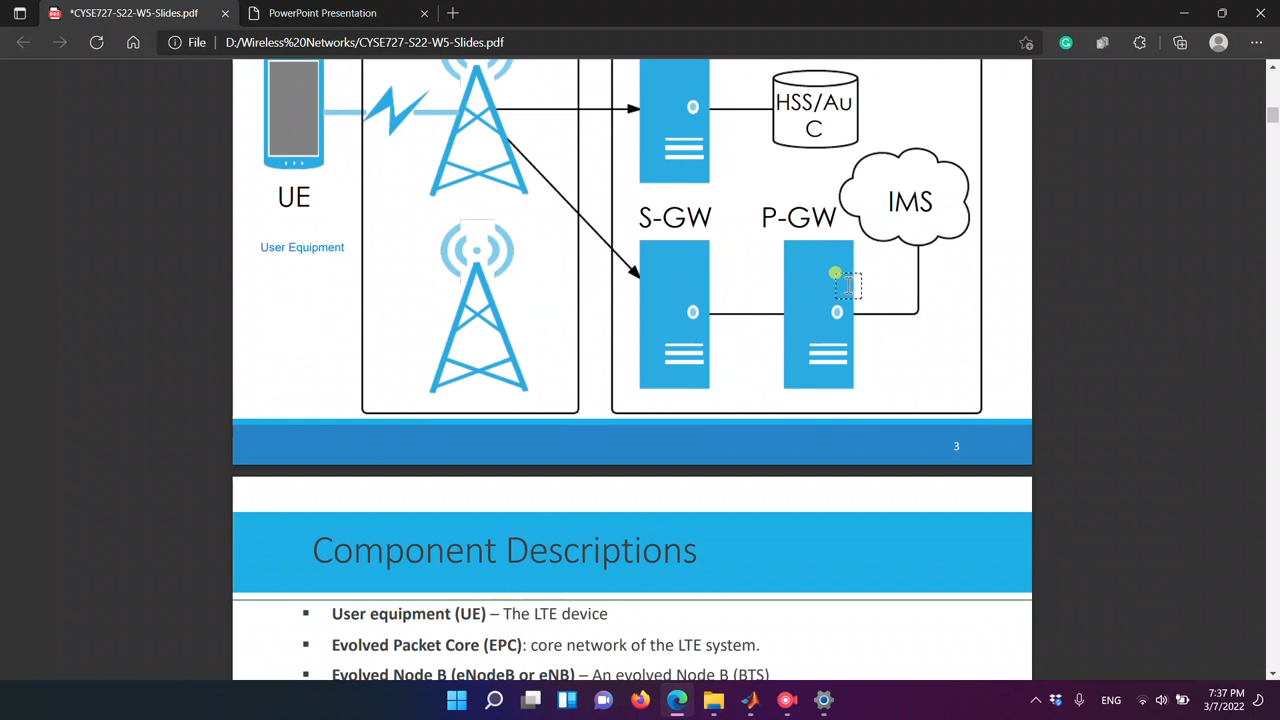 *CYSE727-S22-W5-Slides.pdf
PowerPoint Presentation
File
D:/Wireless%20Networks/CYSE727-S22-W5-Slides.pdf
HSS/Au
C
UE
User Equipment
S-GW
P-GW
IMS
3
Component Descriptions
▪ User equipment (UE) – The LTE device
▪ Evolved Packet Core (EPC): core network of the LTE system.
▪ Evolved Node B (eNodeB or eNB) – An evolved Node B (BTS)
ENG
7:37 PM
3/7/2022